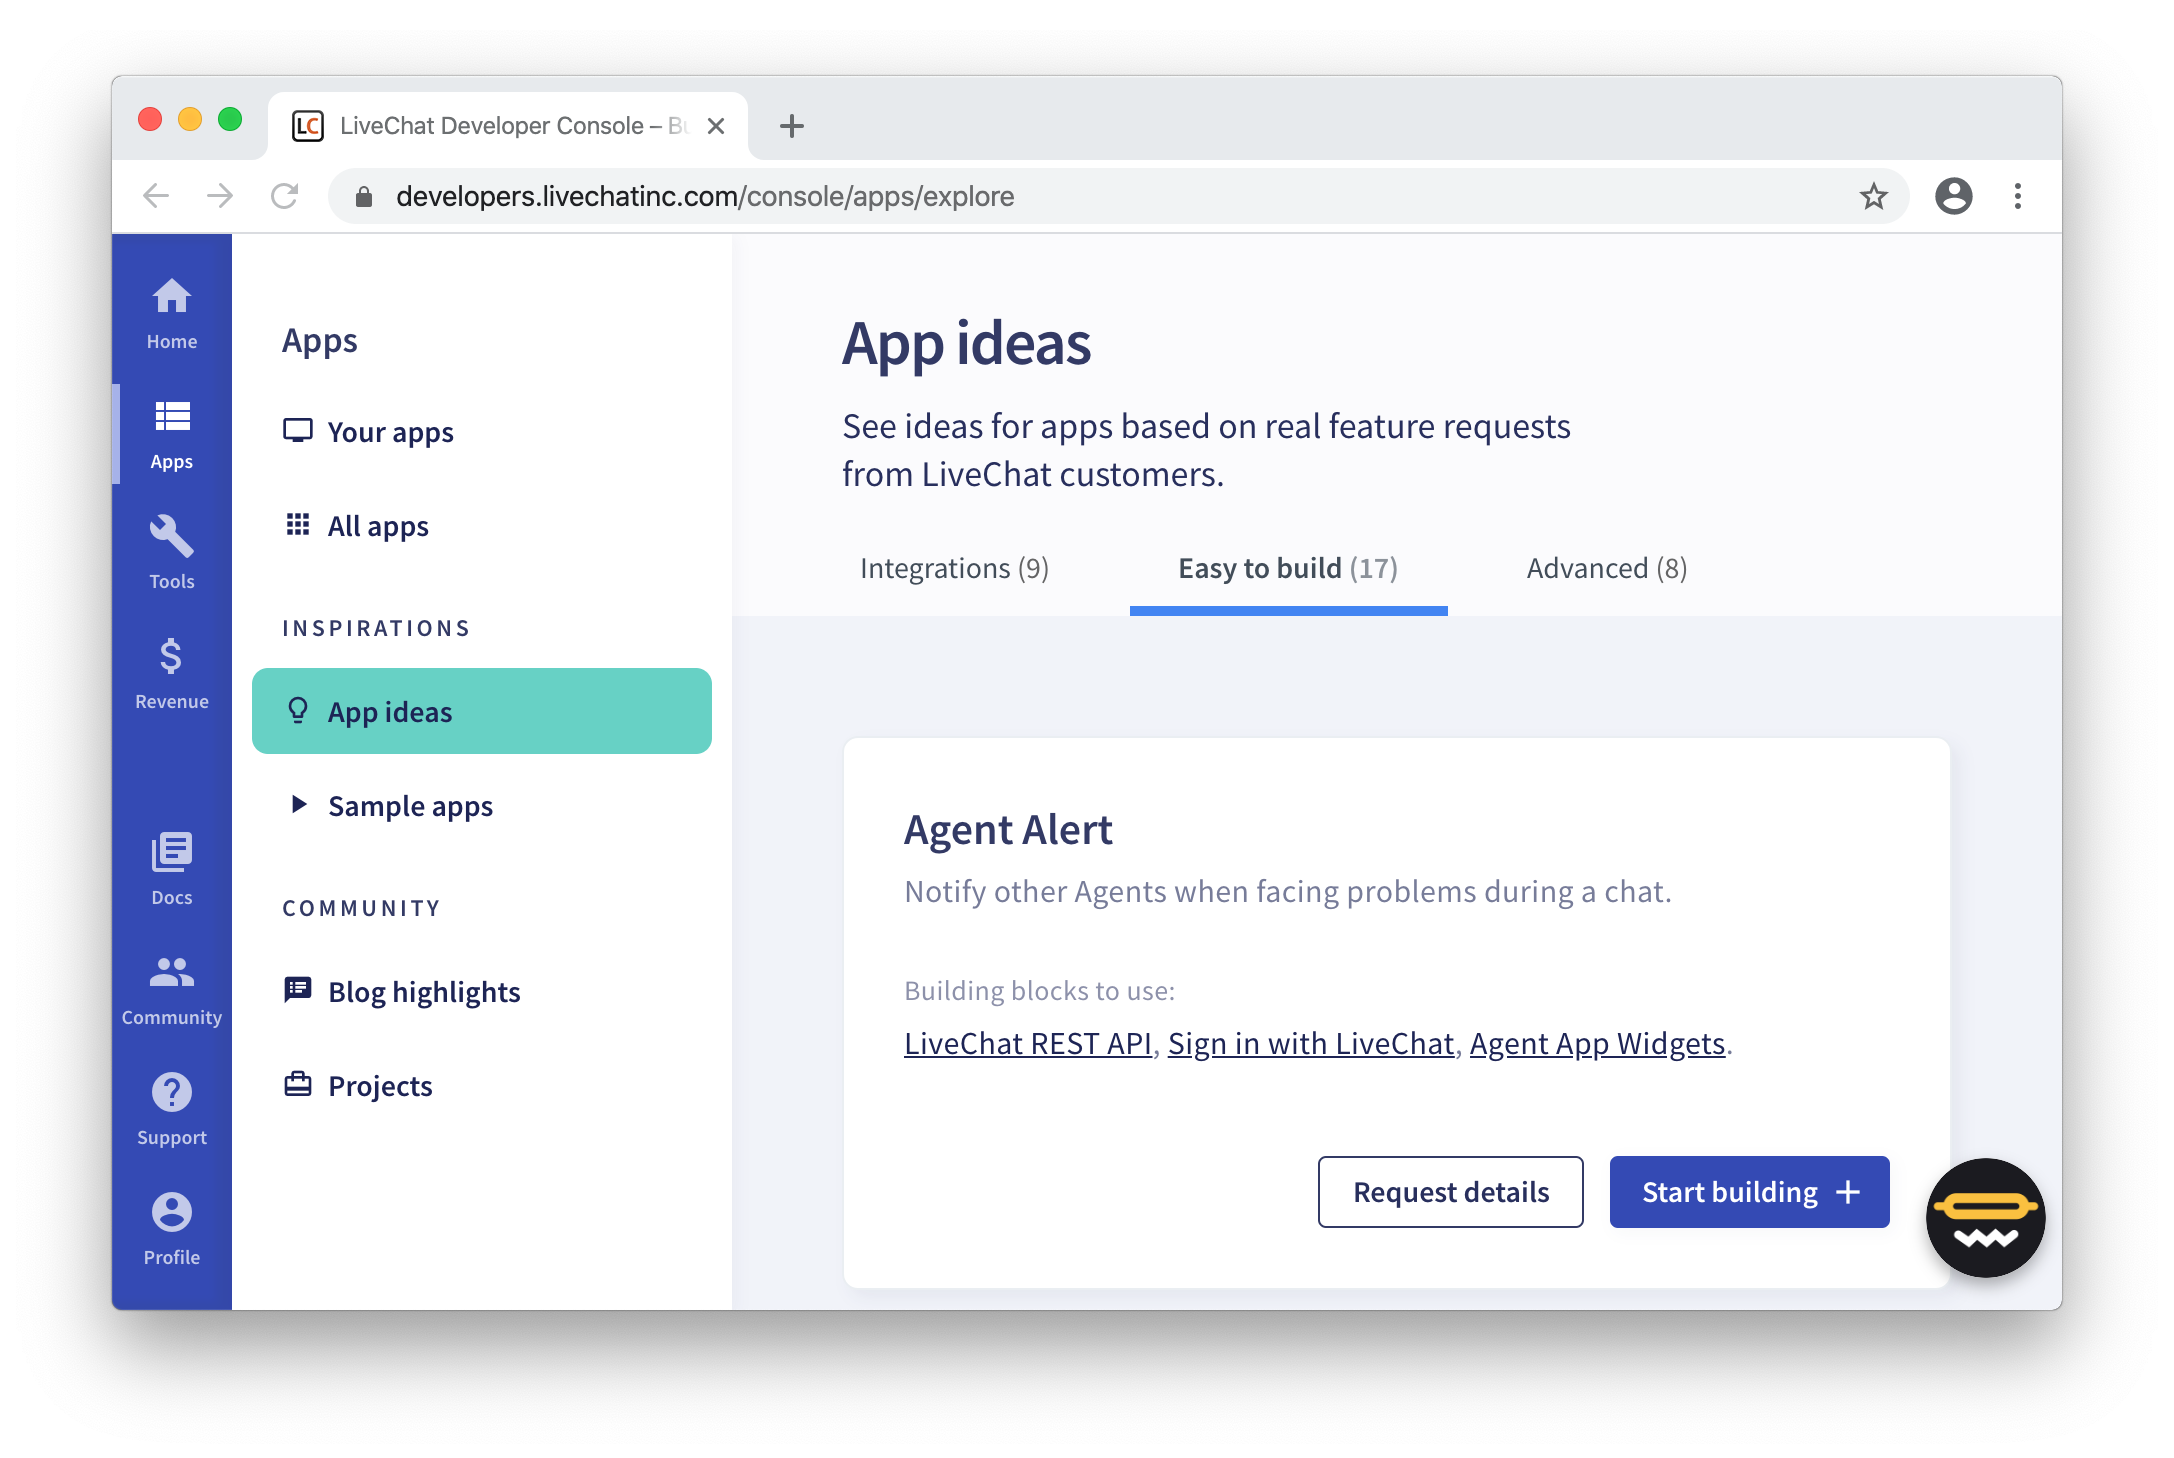 LC LiveChat Developer Console – Bu
developers.livechatinc.com/console/apps/explore
Home
Apps
Tools
Revenue
Docs
Community
Support
Profile
Apps
Your apps
All apps
INSPIRATIONS
App ideas
Sample apps
COMMUNITY
Blog highlights
Projects
App ideas
See ideas for apps based on real feature requests
from LiveChat customers.
Integrations (9) Easy to build (17) Advanced (8)
Agent Alert
Notify other Agents when facing problems during a chat.
Building blocks to use:
LiveChat REST API, Sign in with LiveChat, Agent App Widgets.
Request details Start building +